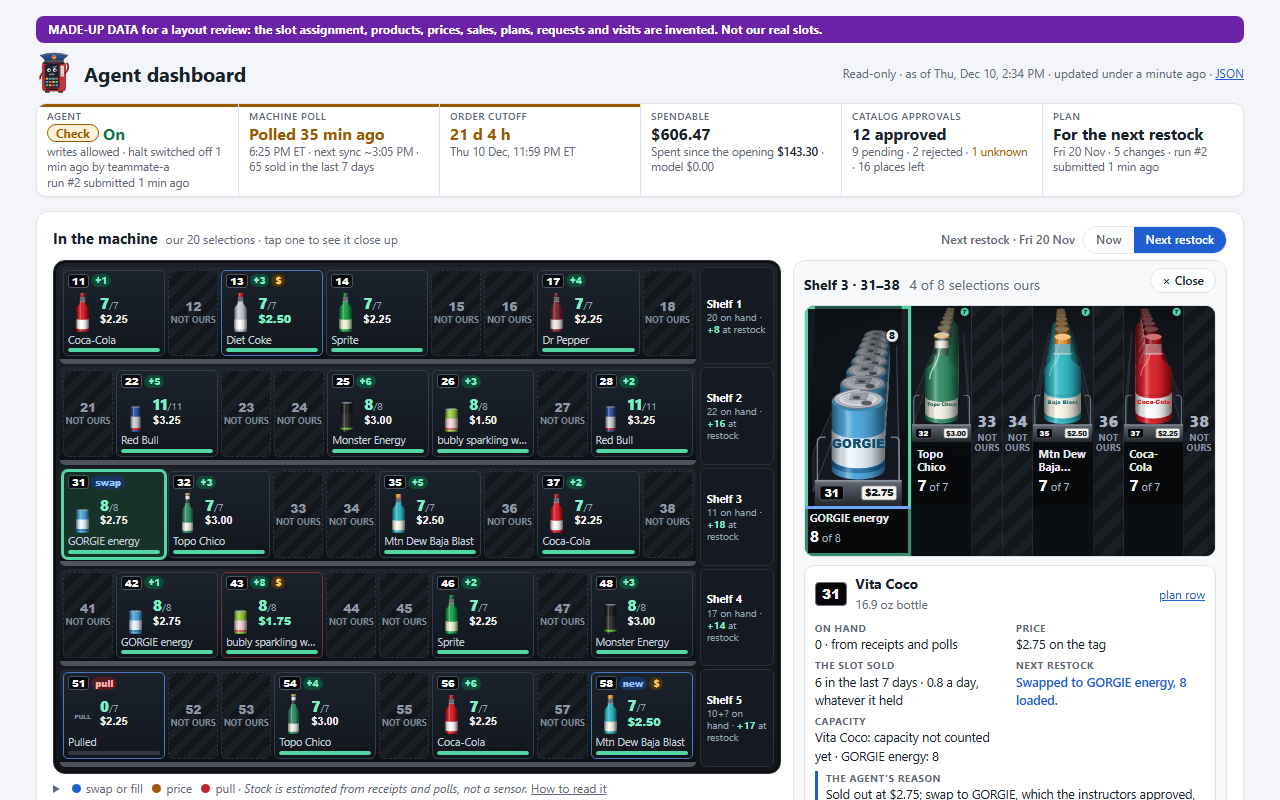 MADE-UP DATA for a layout review: the slot assignment, products, prices, sales, plans, requests and visits are invented. Not our real slots.
Agent dashboard
Read-only · as of Thu, Dec 10, 2:34 PM · updated under a minute ago · JSON
AGENT
Check On
writes allowed · halt switched off 1
min ago by teammate-a
run #2 submitted 1 min ago
MACHINE POLL
Polled 35 min ago
6:25 PM ET · next sync ~3:05 PM ·
65 sold in the last 7 days
ORDER CUTOFF
21 d 4 h
Thu 10 Dec, 11:59 PM ET
SPENDABLE
$606.47
Spent since the opening $143.30 ·
model $0.00
CATALOG APPROVALS
12 approved
9 pending · 2 rejected · 1 unknown
· 16 places left
PLAN
For the next restock
Fri 20 Nov · 5 changes · run #2
submitted 1 min ago
In the machine our 20 selections · tap one to see it close up
Next restock · Fri 20 Nov Now Next restock
11 +1
7/7
$2.25
Coca-Cola
12
NOT OURS
13 +3 $
7/7
$2.50
Diet Coke
14
7/7
$2.25
Sprite
15
NOT OURS
16
NOT OURS
17 +4
7/7
$2.25
Dr Pepper
18
NOT OURS
Shelf 1
20 on hand ·
+8 at restock
21
NOT OURS
22 +5
11/11
$3.25
Red Bull
23
NOT OURS
24
NOT OURS
25 +6
8/8
$3.00
Monster Energy
26 +3
8/8
$1.50
bubly sparkling w...
27
NOT OURS
28 +2
11/11
$3.25
Red Bull
Shelf 2
22 on hand ·
+16 at
restock
31 swap
8/8
$2.75
GORGIE energy
32 +3
7/7
$3.00
Topo Chico
33
NOT OURS
34
NOT OURS
35 +5
7/7
$2.50
Mtn Dew Baja Blast
36
NOT OURS
37 +2
7/7
$2.25
Coca-Cola
38
NOT OURS
Shelf 3
11 on hand ·
+18 at
restock
41
NOT OURS
42 +1
8/8
$2.75
GORGIE energy
43 +8 $
8/8
$1.75
bubly sparkling w...
44
NOT OURS
45
NOT OURS
46 +2
7/7
$2.25
Sprite
47
NOT OURS
48 +3
8/8
$3.00
Monster Energy
Shelf 4
17 on hand ·
+14 at
restock
51 pull
PULL
0/7
$2.25
Pulled
52
NOT OURS
53
NOT OURS
54 +4
7/7
$3.00
Topo Chico
55
NOT OURS
56 +6
7/7
$2.25
Coca-Cola
57
NOT OURS
58 new $
7/7
$2.50
Mtn Dew Baja Blast
Shelf 5
10+? on
hand · +17 at
restock
swap or fill price pull · Stock is estimated from receipts and polls, not a sensor. How to read it
Shelf 3 · 31–38 4 of 8 selections ours
× Close
8
GORGIE
31 $2.75
GORGIE energy
8 of 8
7
Topo Chico
32 $3.00
Topo
Chico
7 of 7
33
NOT
OURS
34
NOT
OURS
7
Baja Blast
35 $2.50
Mtn Dew
Baja...
7 of 7
36
NOT
OURS
7
Coca-Cola
37 $2.25
Coca-
Cola
7 of 7
38
NOT
OURS
31
Vita Coco
16.9 oz bottle
plan row
ON HAND
0 · from receipts and polls
PRICE
$2.75 on the tag
THE SLOT SOLD
6 in the last 7 days · 0.8 a day,
whatever it held
NEXT RESTOCK
Swapped to GORGIE energy, 8
loaded.
CAPACITY
Vita Coco: capacity not counted
yet · GORGIE energy: 8
THE AGENT'S REASON
Sold out at $2.75; swap to GORGIE, which the instructors approved,